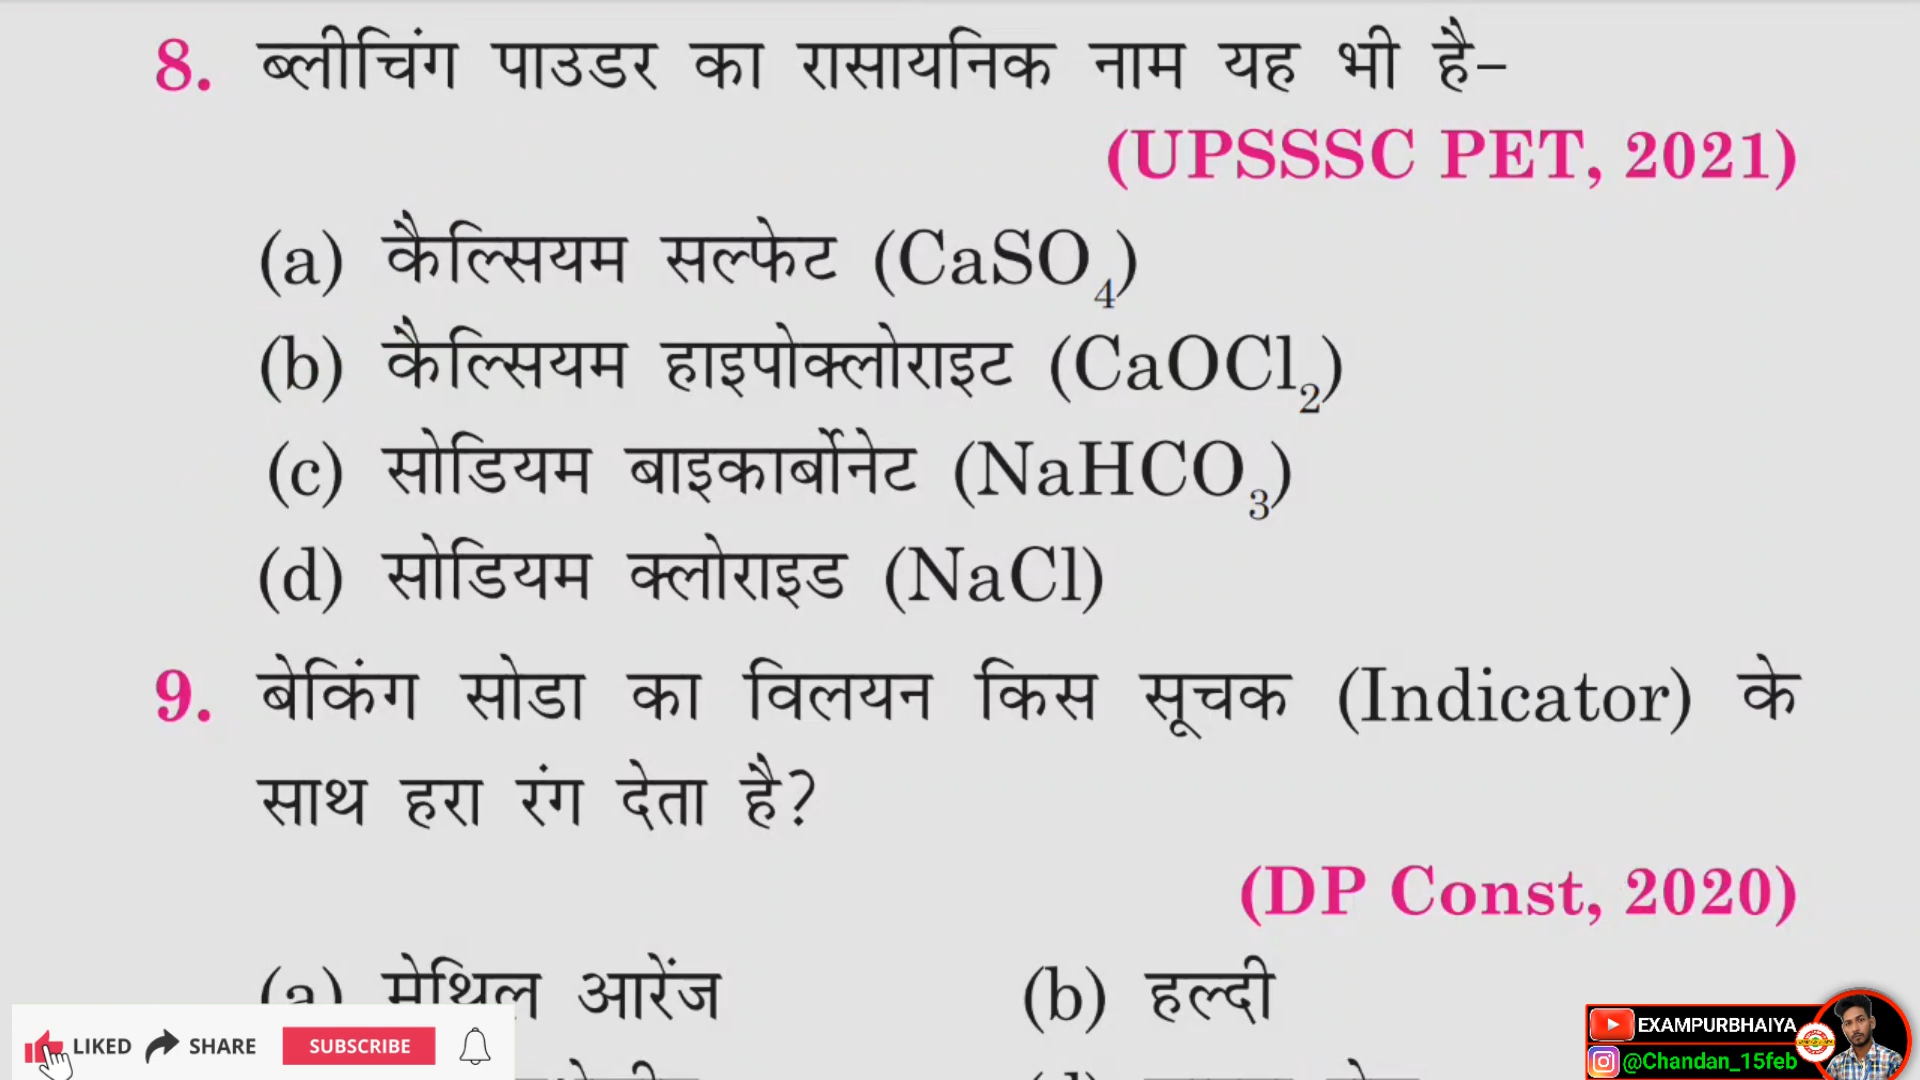 8. ब्लीचिंग पाउडर का रासायनिक नाम यह भी है–
(UPSSSC PET, 2021)
(a) कैल्सियम सल्फेट (CaSO₄)
(b) कैल्सियम हाइपोक्लोराइट (CaOCl₂)
(c) सोडियम बाइकार्बोनेट (NaHCO₃)
(d) सोडियम क्लोराइड (NaCl)
9. बेकिंग सोडा का विलयन किस सूचक (Indicator) के
साथ हरा रंग देता है?
(DP Const, 2020)
(a) मेथिल आरेंज (b) हल्दी
LIKED SHARE SUBSCRIBE
EXAMPURBHAIYA
@Chandan_15feb